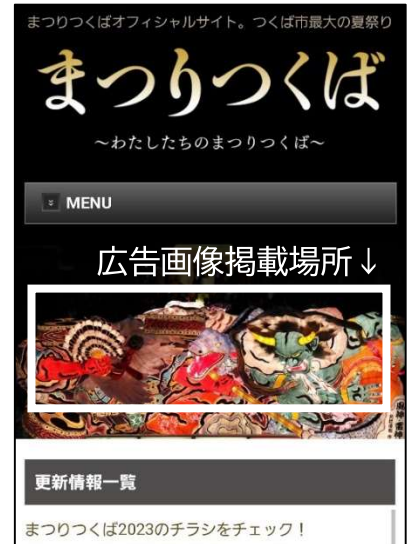 まつりつくばオフィシャルサイト。つくば市最大の夏祭り
まつりつくば
～わたしたちのまつりつくば～
MENU
広告画像掲載場所↓
風神 雷神
更新情報一覧
まつりつくば2023のチラシをチェック！